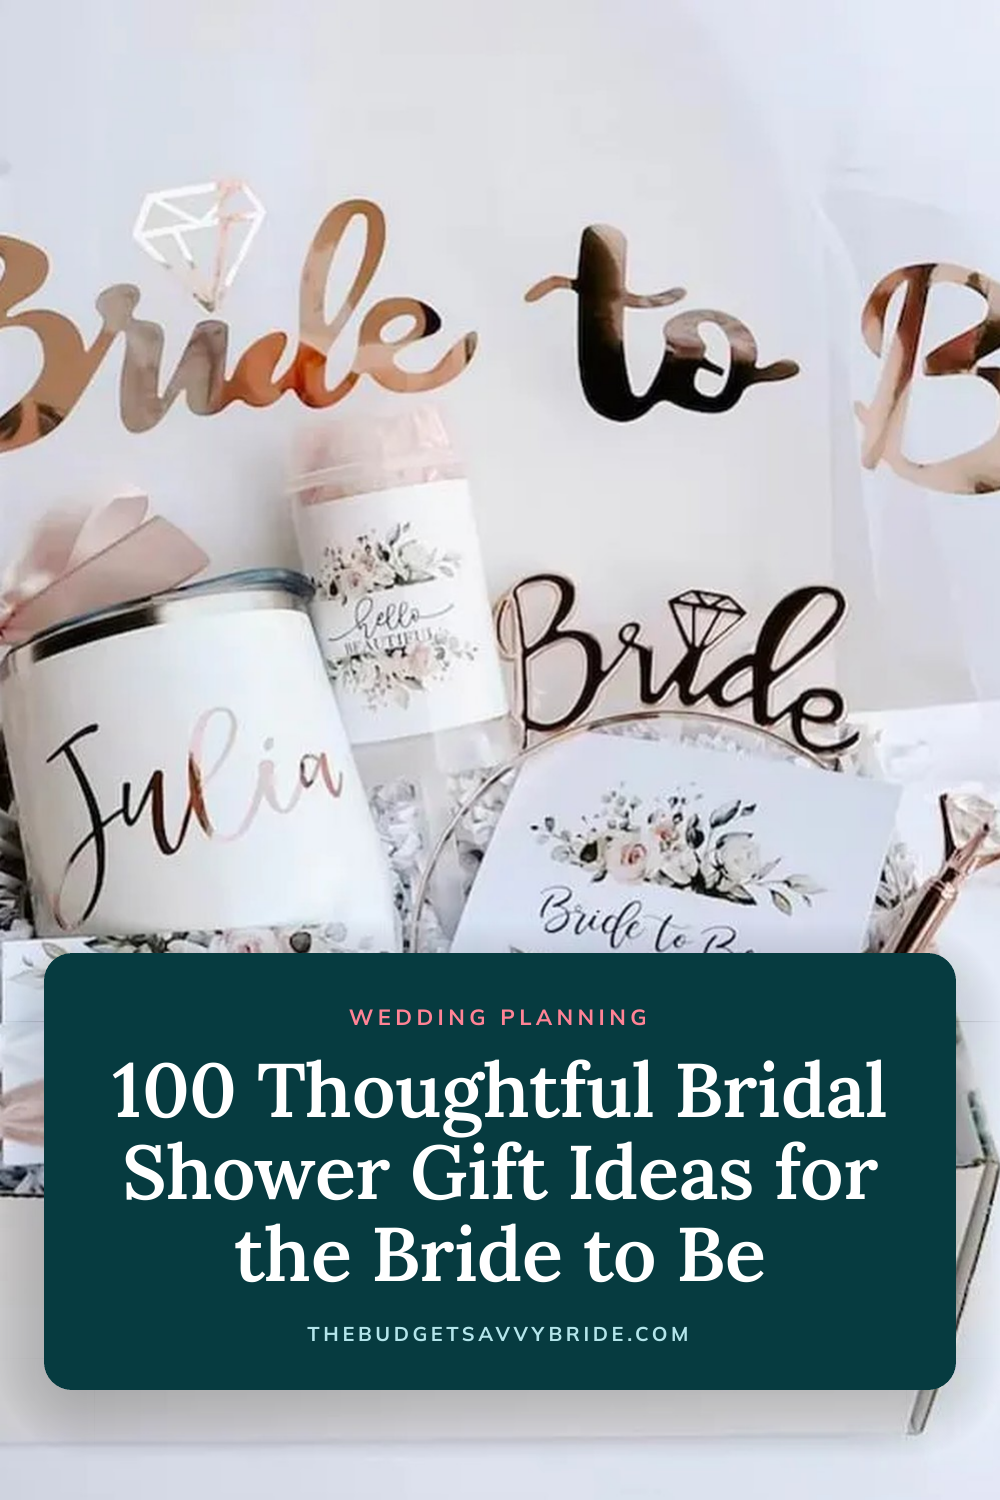 Bride to B
hello
BEAUTIFUL
Bride
Julia
Bride to Be
WEDDING PLANNING
100 Thoughtful Bridal
Shower Gift Ideas for
the Bride to Be
THEBUDGETSAVVYBRIDE.COM